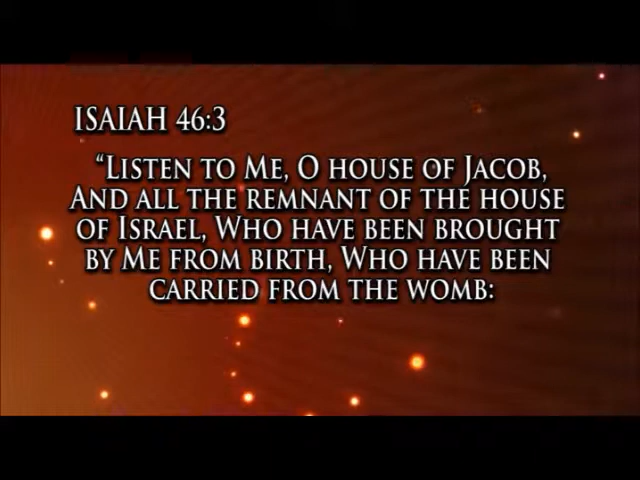 ISAIAH 46:3
“LISTEN TO ME, O HOUSE OF JACOB,
AND ALL THE REMNANT OF THE HOUSE
OF ISRAEL, WHO HAVE BEEN BROUGHT
BY ME FROM BIRTH, WHO HAVE BEEN
CARRIED FROM THE WOMB: